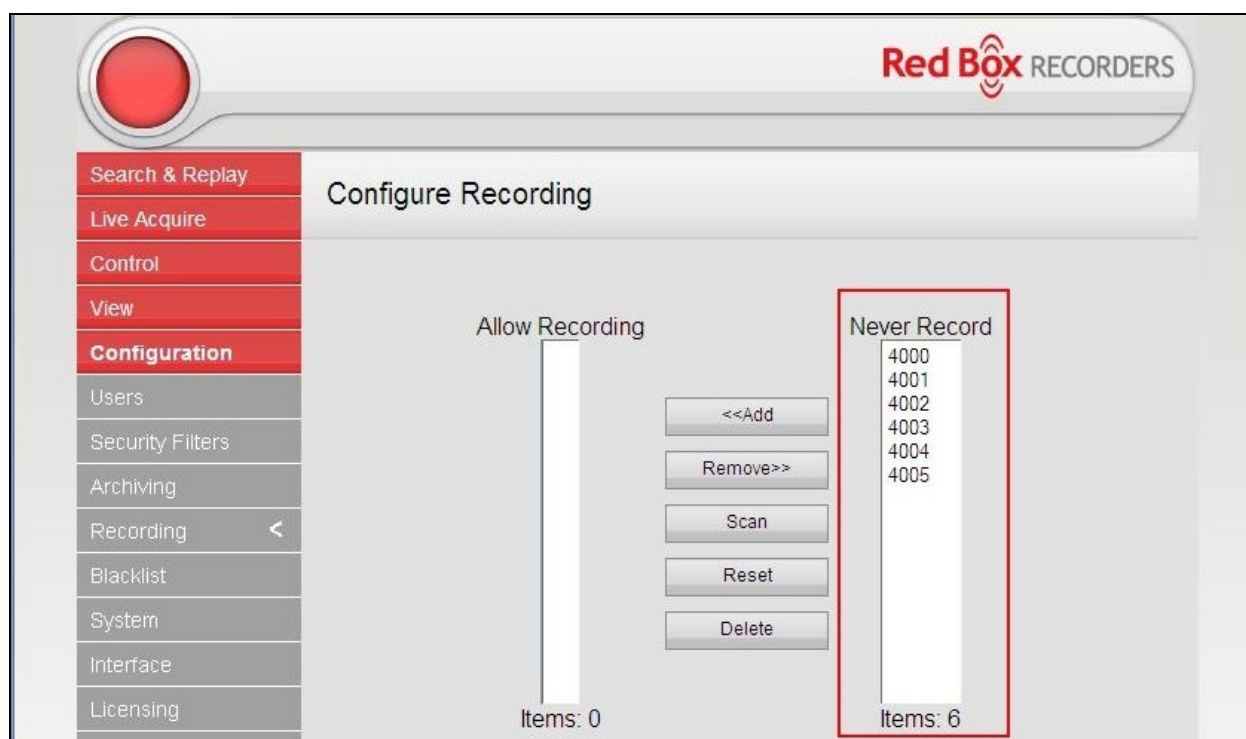 Red Box RECORDERS
Search & Replay
Live Acquire
Control
View
Configuration
Users
Security Filters
Archiving
Recording <
Blacklist
System
Interface
Licensing
Configure Recording
Allow Recording
Items: 0
<<Add
Remove>>
Scan
Reset
Delete
Never Record
4000
4001
4002
4003
4004
4005
Items: 6